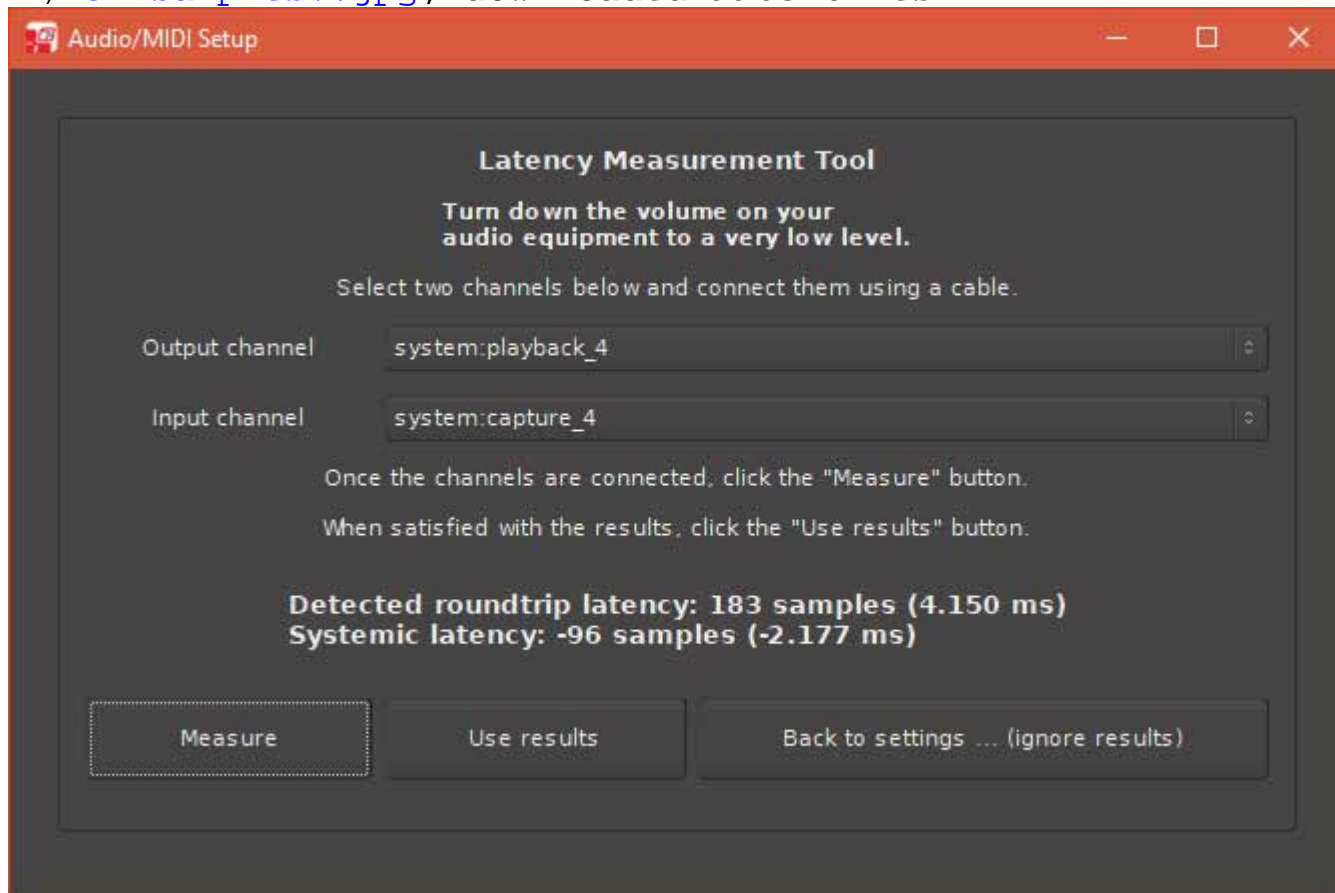 Audio/MIDI Setup
Latency Measurement Tool
Turn down the volume on your
audio equipment to a very low level.
Select two channels below and connect them using a cable.
Output channel
system:playback_4
Input channel
system:capture_4
Once the channels are connected, click the "Measure" button.
When satisfied with the results, click the "Use results" button.
Detected roundtrip latency: 183 samples (4.150 ms)
Systemic latency: -96 samples (-2.177 ms)
Measure
Use results
Back to settings ... (ignore results)